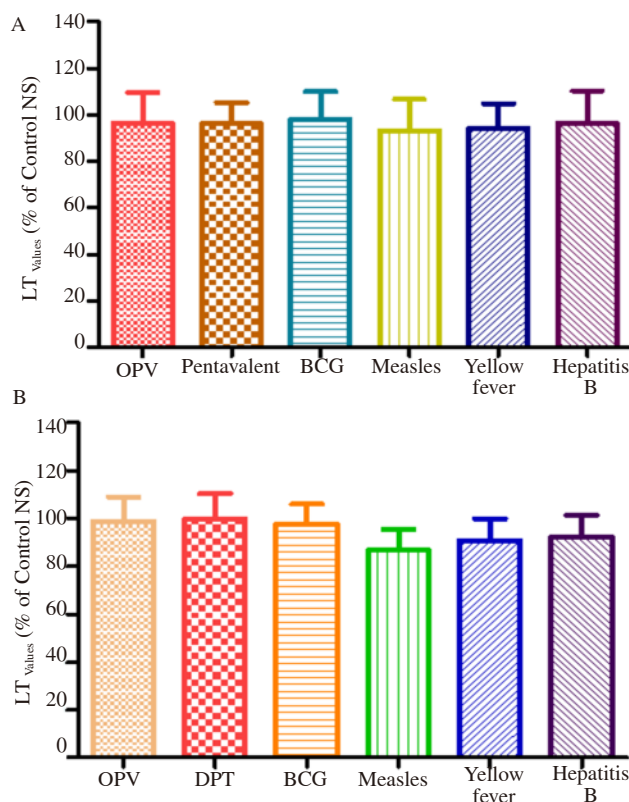 A
140
120
100
80
60
40
20
0
LT Values (% of Control NS)
OPV Pentavalent BCG Measles Yellow fever Hepatitis B
B
140
120
100
80
60
40
20
0
LT Values (% of Control NS)
OPV DPT BCG Measles Yellow fever Hepatitis B